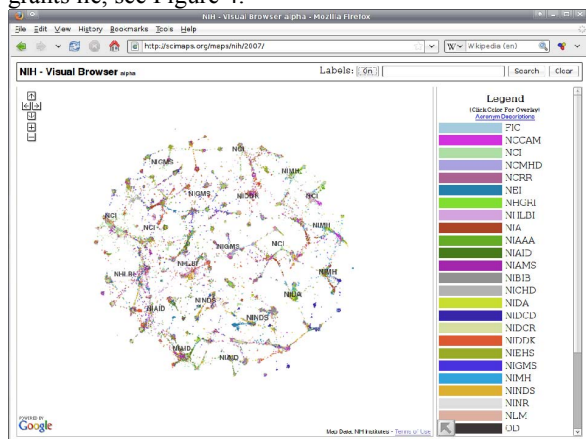 grants lie, see Figure 4.
NIH - Visual Browser alpha - Mozilla Firefox
File Edit View History Bookmarks Tools Help
http://scimaps.org/maps/nih/2007/
Wikipedia (en)
NIH - Visual Browser alpha
Labels: On
Search Clear
Legend
(Click Color For Overlay)
Acronym Descriptions
FIC
NCCAM
NCI
NCMHD
NCRR
NEI
NHGRI
NHLBI
NIA
NIAAA
NIAID
NIAMS
NIBIB
NICHD
NIDA
NIDCD
NIDCR
NIDDK
NIEHS
NIGMS
NIMH
NINDS
NINR
NLM
OD
NCI
NIGMS
NIMH
NIGMS
NIDDK
NCI
NCI
NCI
NIMH
NIGMS
NCI
NHLBI
NHLBI
NIMH
NINDS
NIDA
NIAID
NINDS
NIAID
NIAID
POWERED BY
Google
Map Data: NIH Institutes - Terms of Use